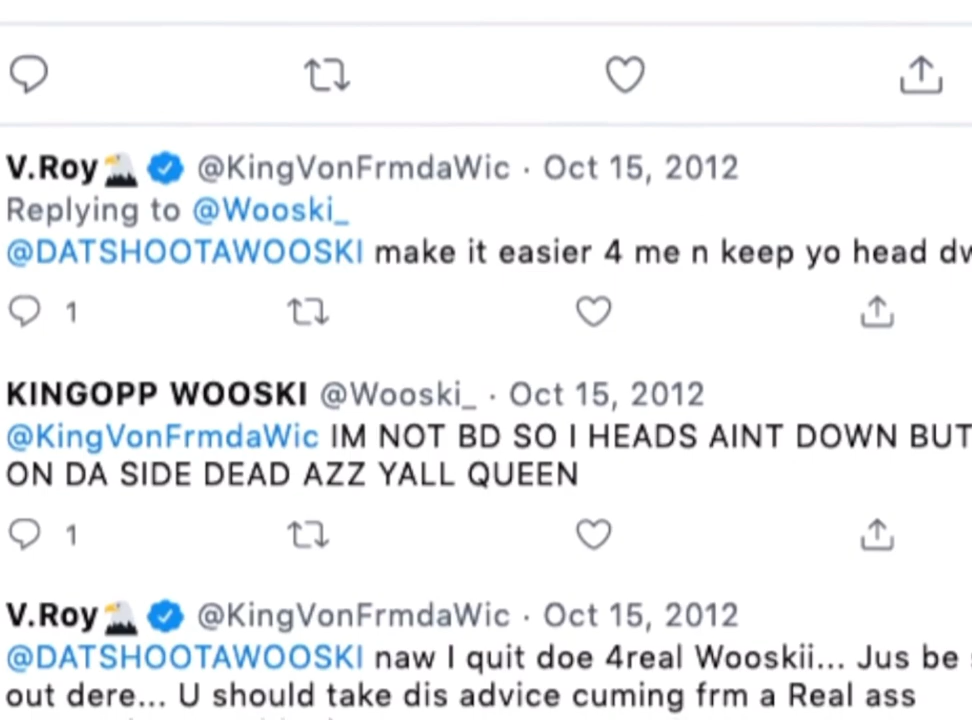 V.Roy @KingVonFrmdaWic · Oct 15, 2012
Replying to @Wooski_
@DATSHOOTAWOOSKI make it easier 4 me n keep yo head
1
KINGOPP WOOSKI @Wooski_ · Oct 15, 2012
@KingVonFrmdaWic IM NOT BD SO I HEADS AINT DOWN BUT
ON DA SIDE DEAD AZZ YALL QUEEN
1
V.Roy @KingVonFrmdaWic · Oct 15, 2012
@DATSHOOTAWOOSKI naw I quit doe 4real Wooskii... Jus be
out dere... U should take dis advice cuming frm a Real ass